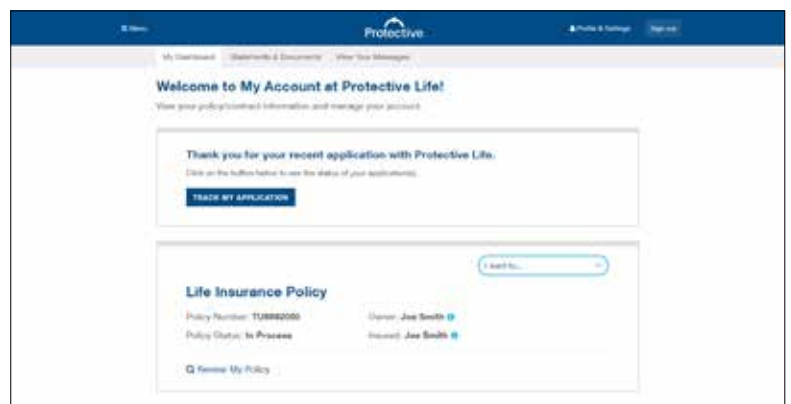 Menu
Protective
Profile & Settings
Sign out
My Dashboard
Statements & Documents
View Your Messages
Welcome to My Account at Protective Life!
View your policy/contract information and manage your account.
Thank you for your recent application with Protective Life.
Click on the button below to see the status of your application(s).
TRACK MY APPLICATION
I want to...
Life Insurance Policy
Policy Number:
Owner: Joe Smith
Policy Status: In Process
Insured: Joe Smith
Review My Policy